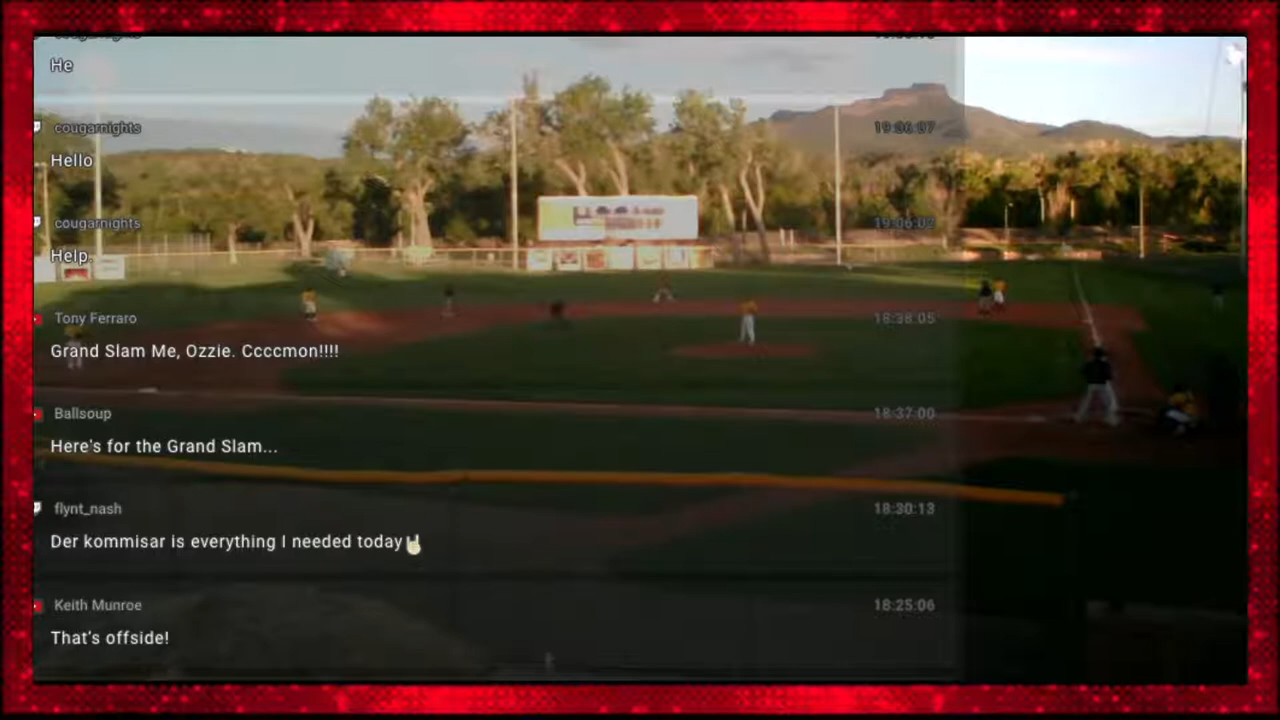 He
cougarnights 19:06:07
Hello
cougarnights 19:06:02
Help.
Tony Ferraro 18:38:05
Grand Slam Me, Ozzie. Ccccmon!!!!
Ballsoup 18:37:00
Here's for the Grand Slam...
flynt_nash 18:30:13
Der kommisar is everything I needed today🤘
Keith Munroe 18:25:06
That's offside!